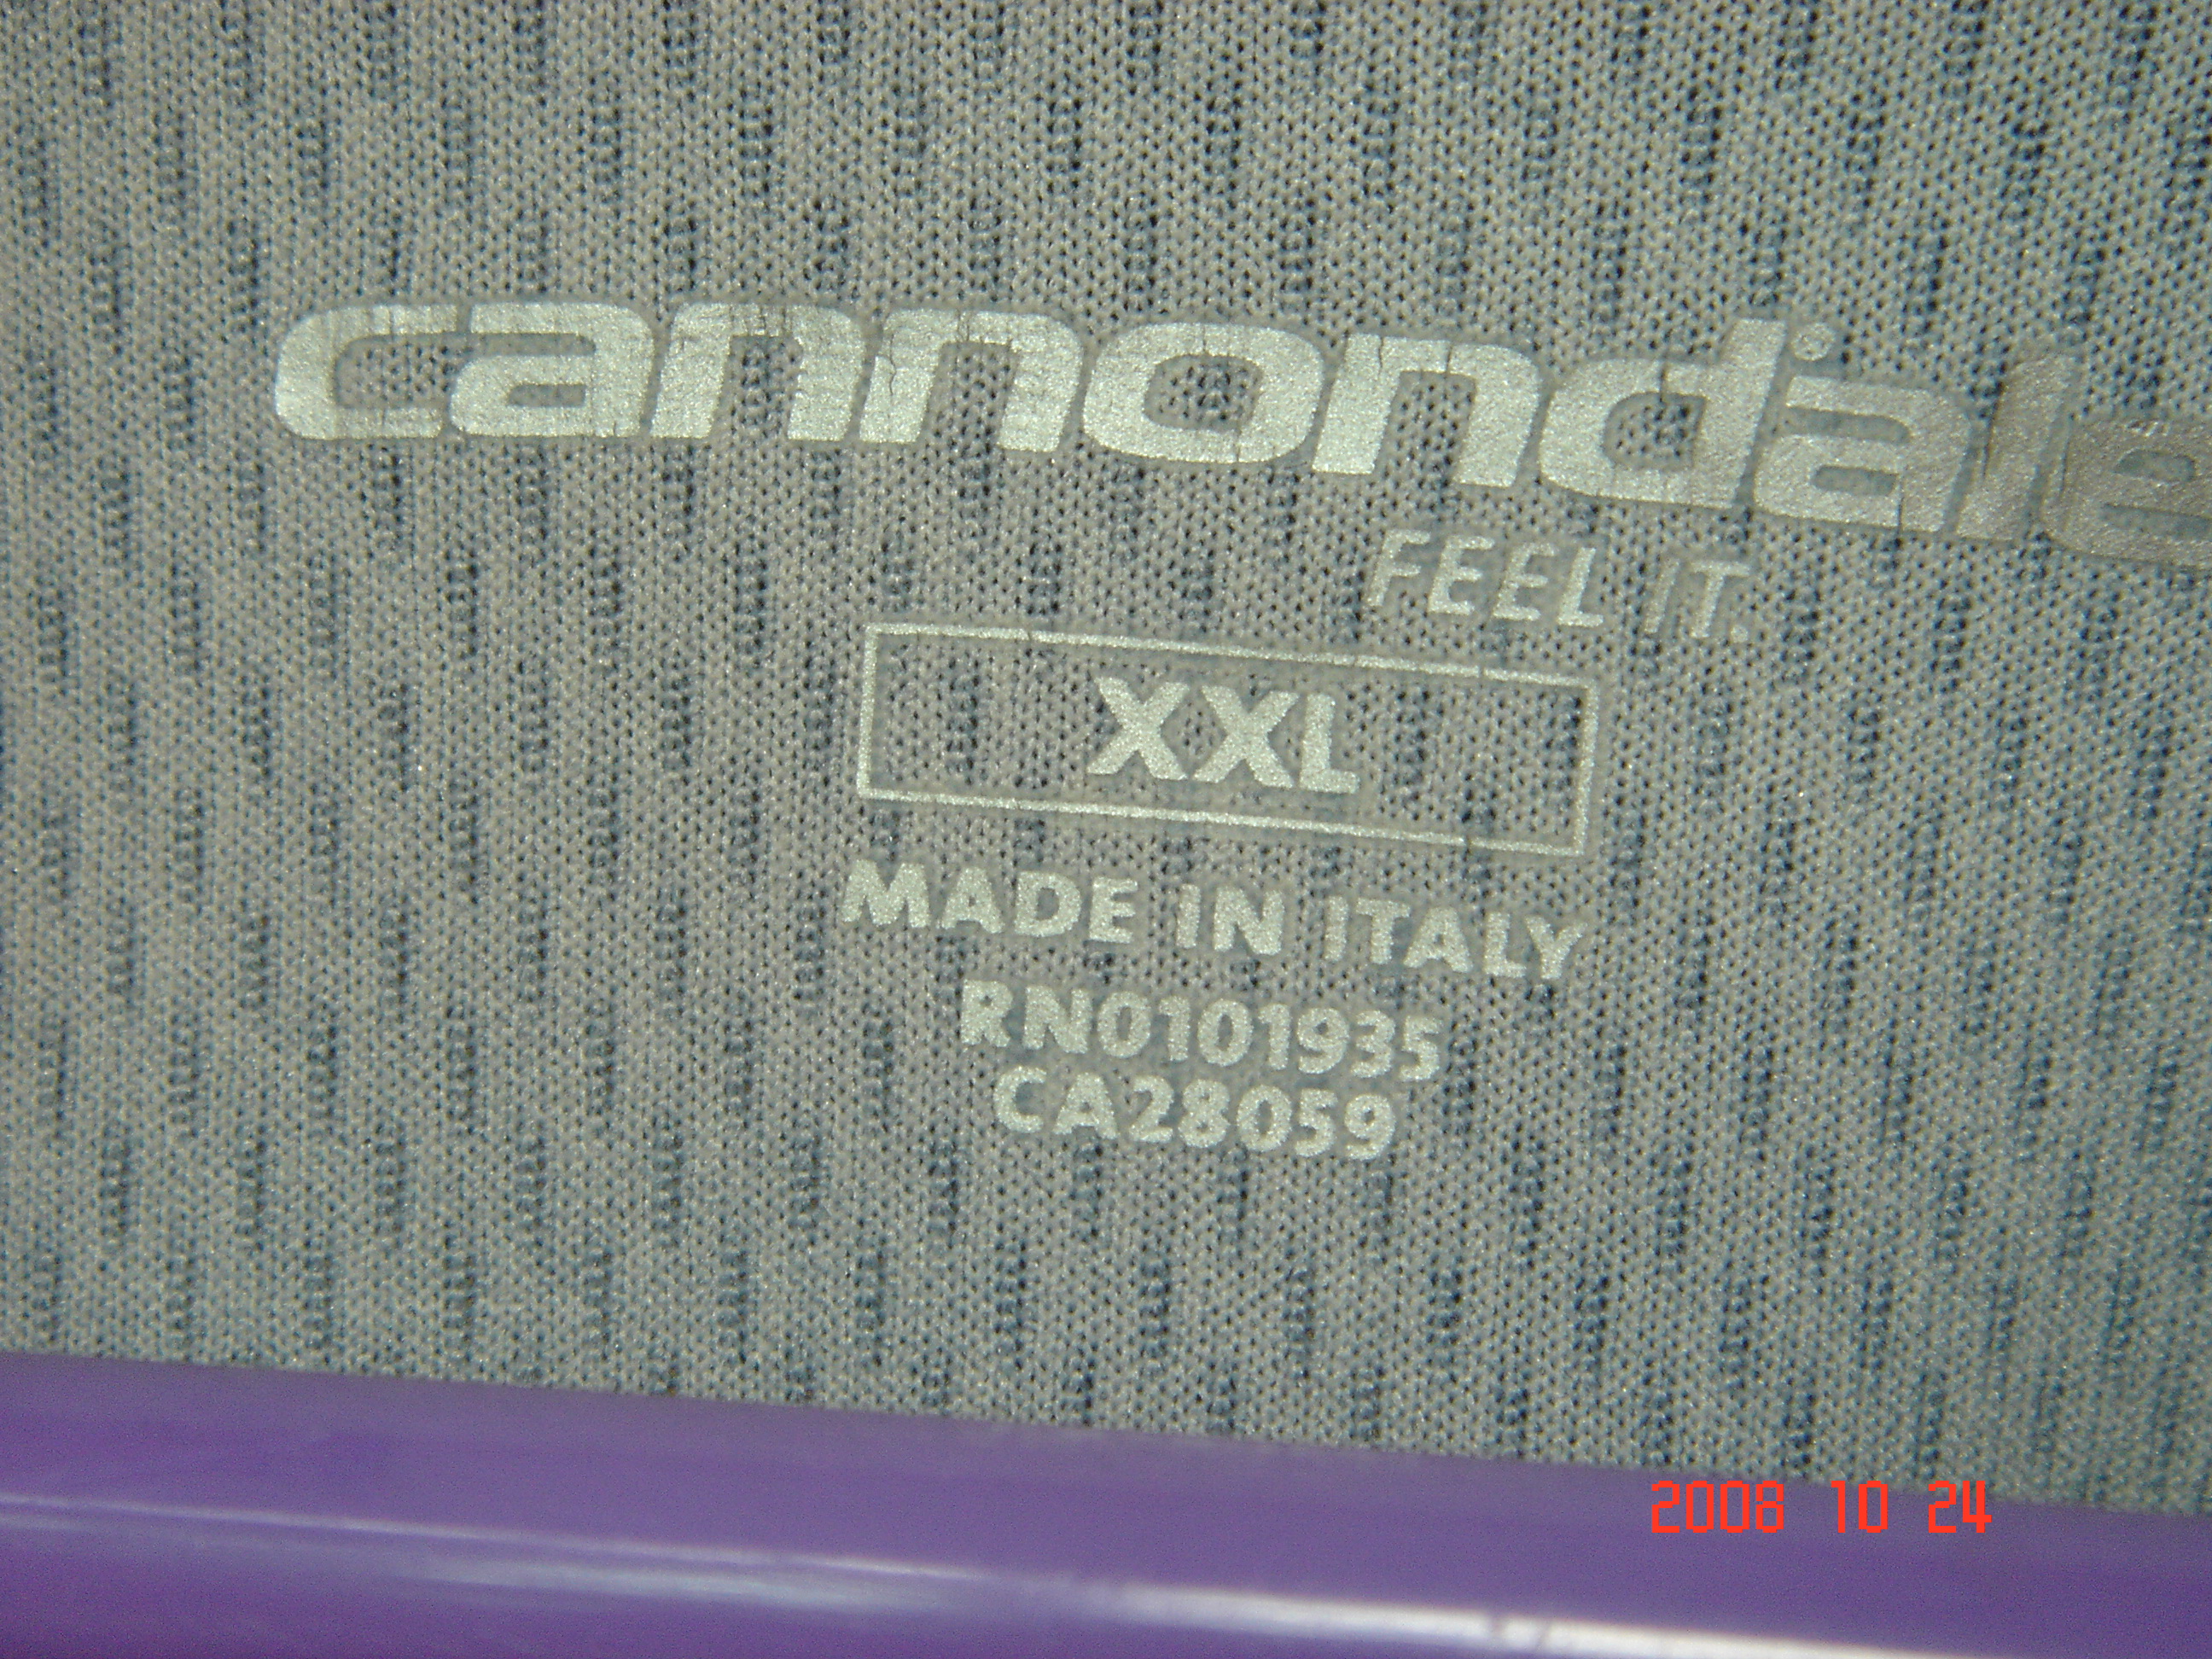 cannondale
FEEL IT.
XXL
MADE IN ITALY
RN0101935
CA28059
2008 10 24